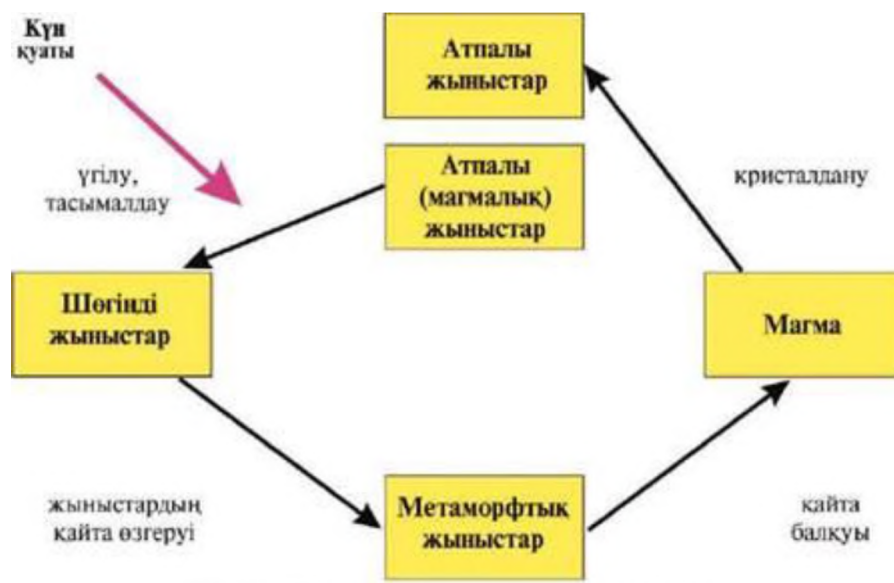 Күн
қуаты
Атпалы
жыныстар
үгілу,
тасымалдау
Атпалы
(магмалық)
жыныстар
кристалдану
Шөгінді
жыныстар
Магма
жыныстардың
қайта өзгеруі
Метаморфтық
жыныстар
қайта
балқуы